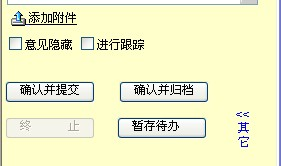 添加附件
意见隐藏 进行跟踪
确认并提交 确认并归档
终 止 暂存待办
<<
其
它